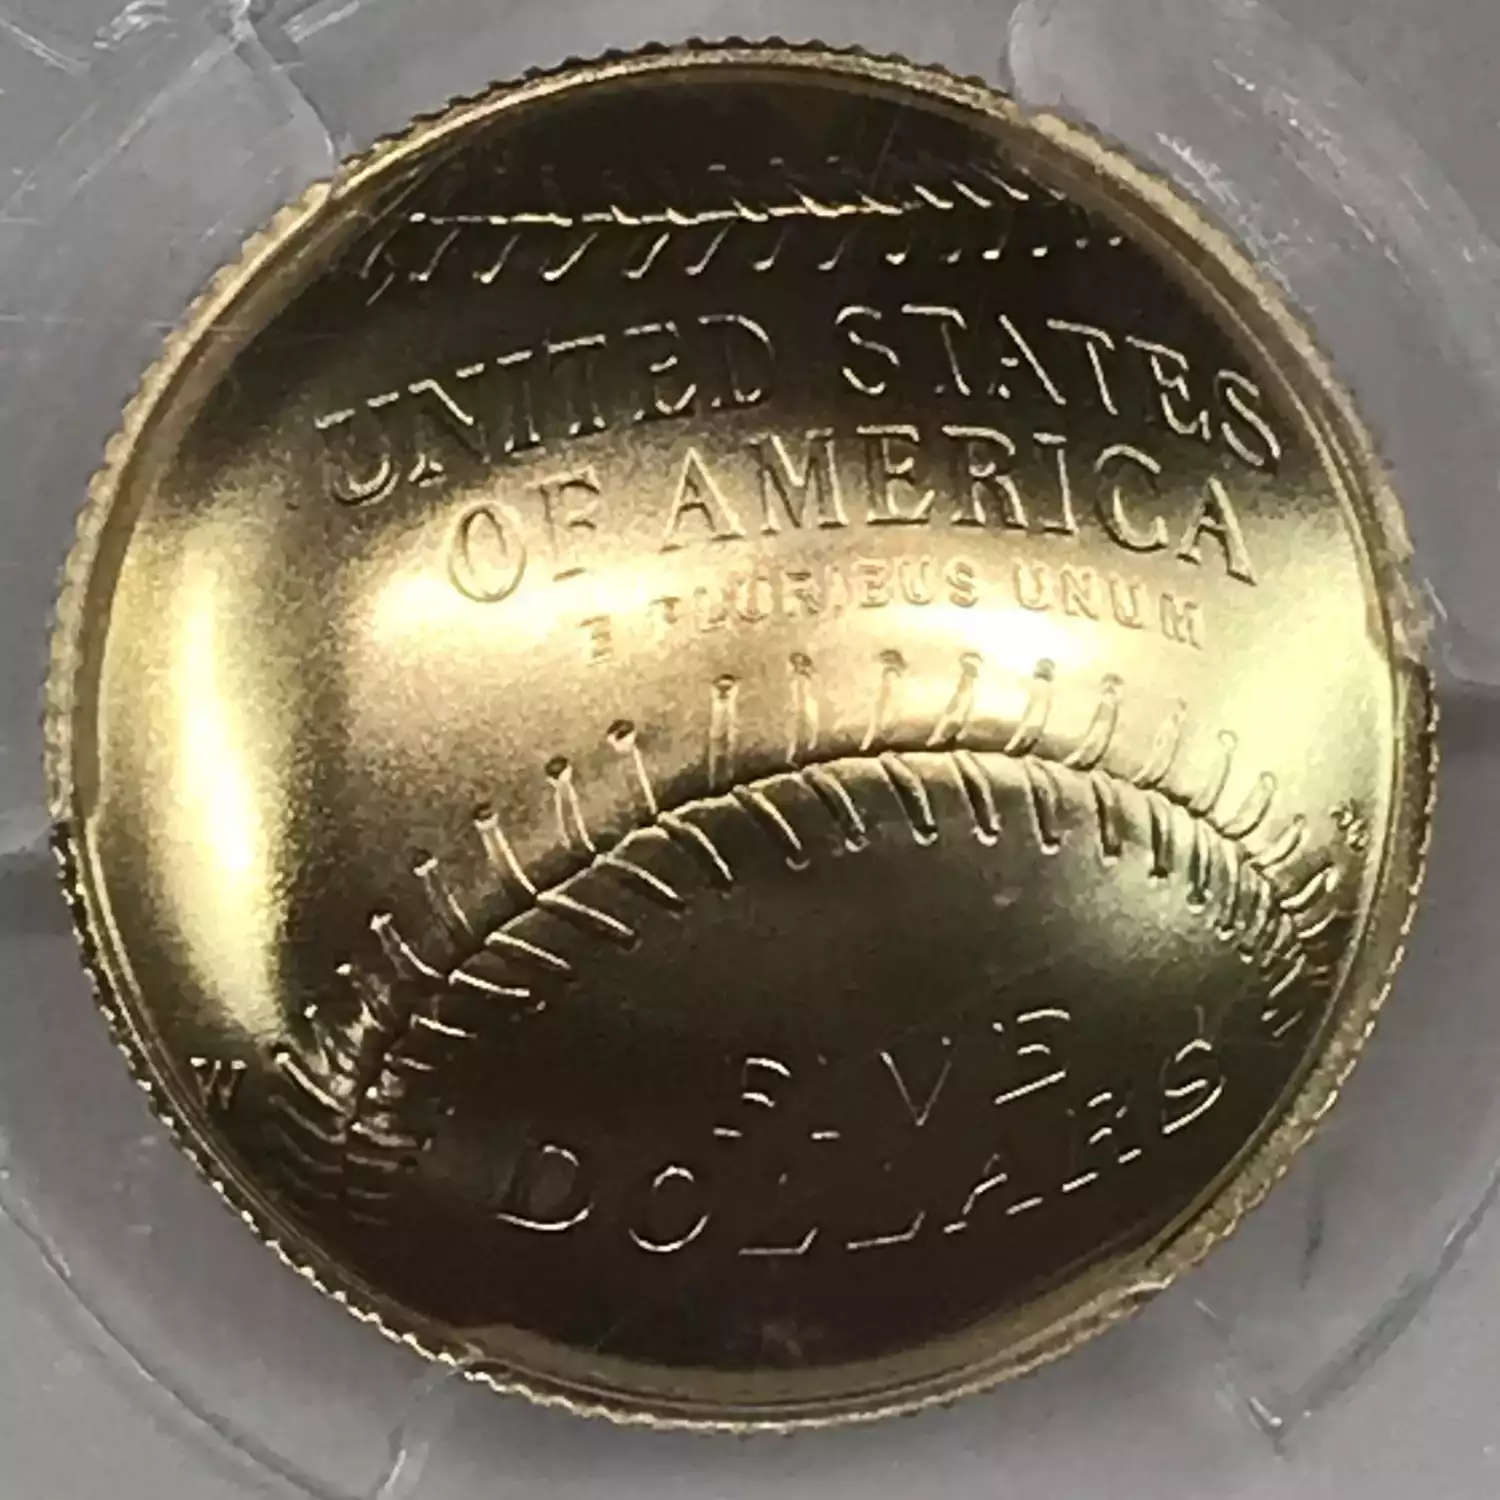 UNITED STATES
OF AMERICA
E PLURIBUS UNUM
W
FIVE
DOLLARS